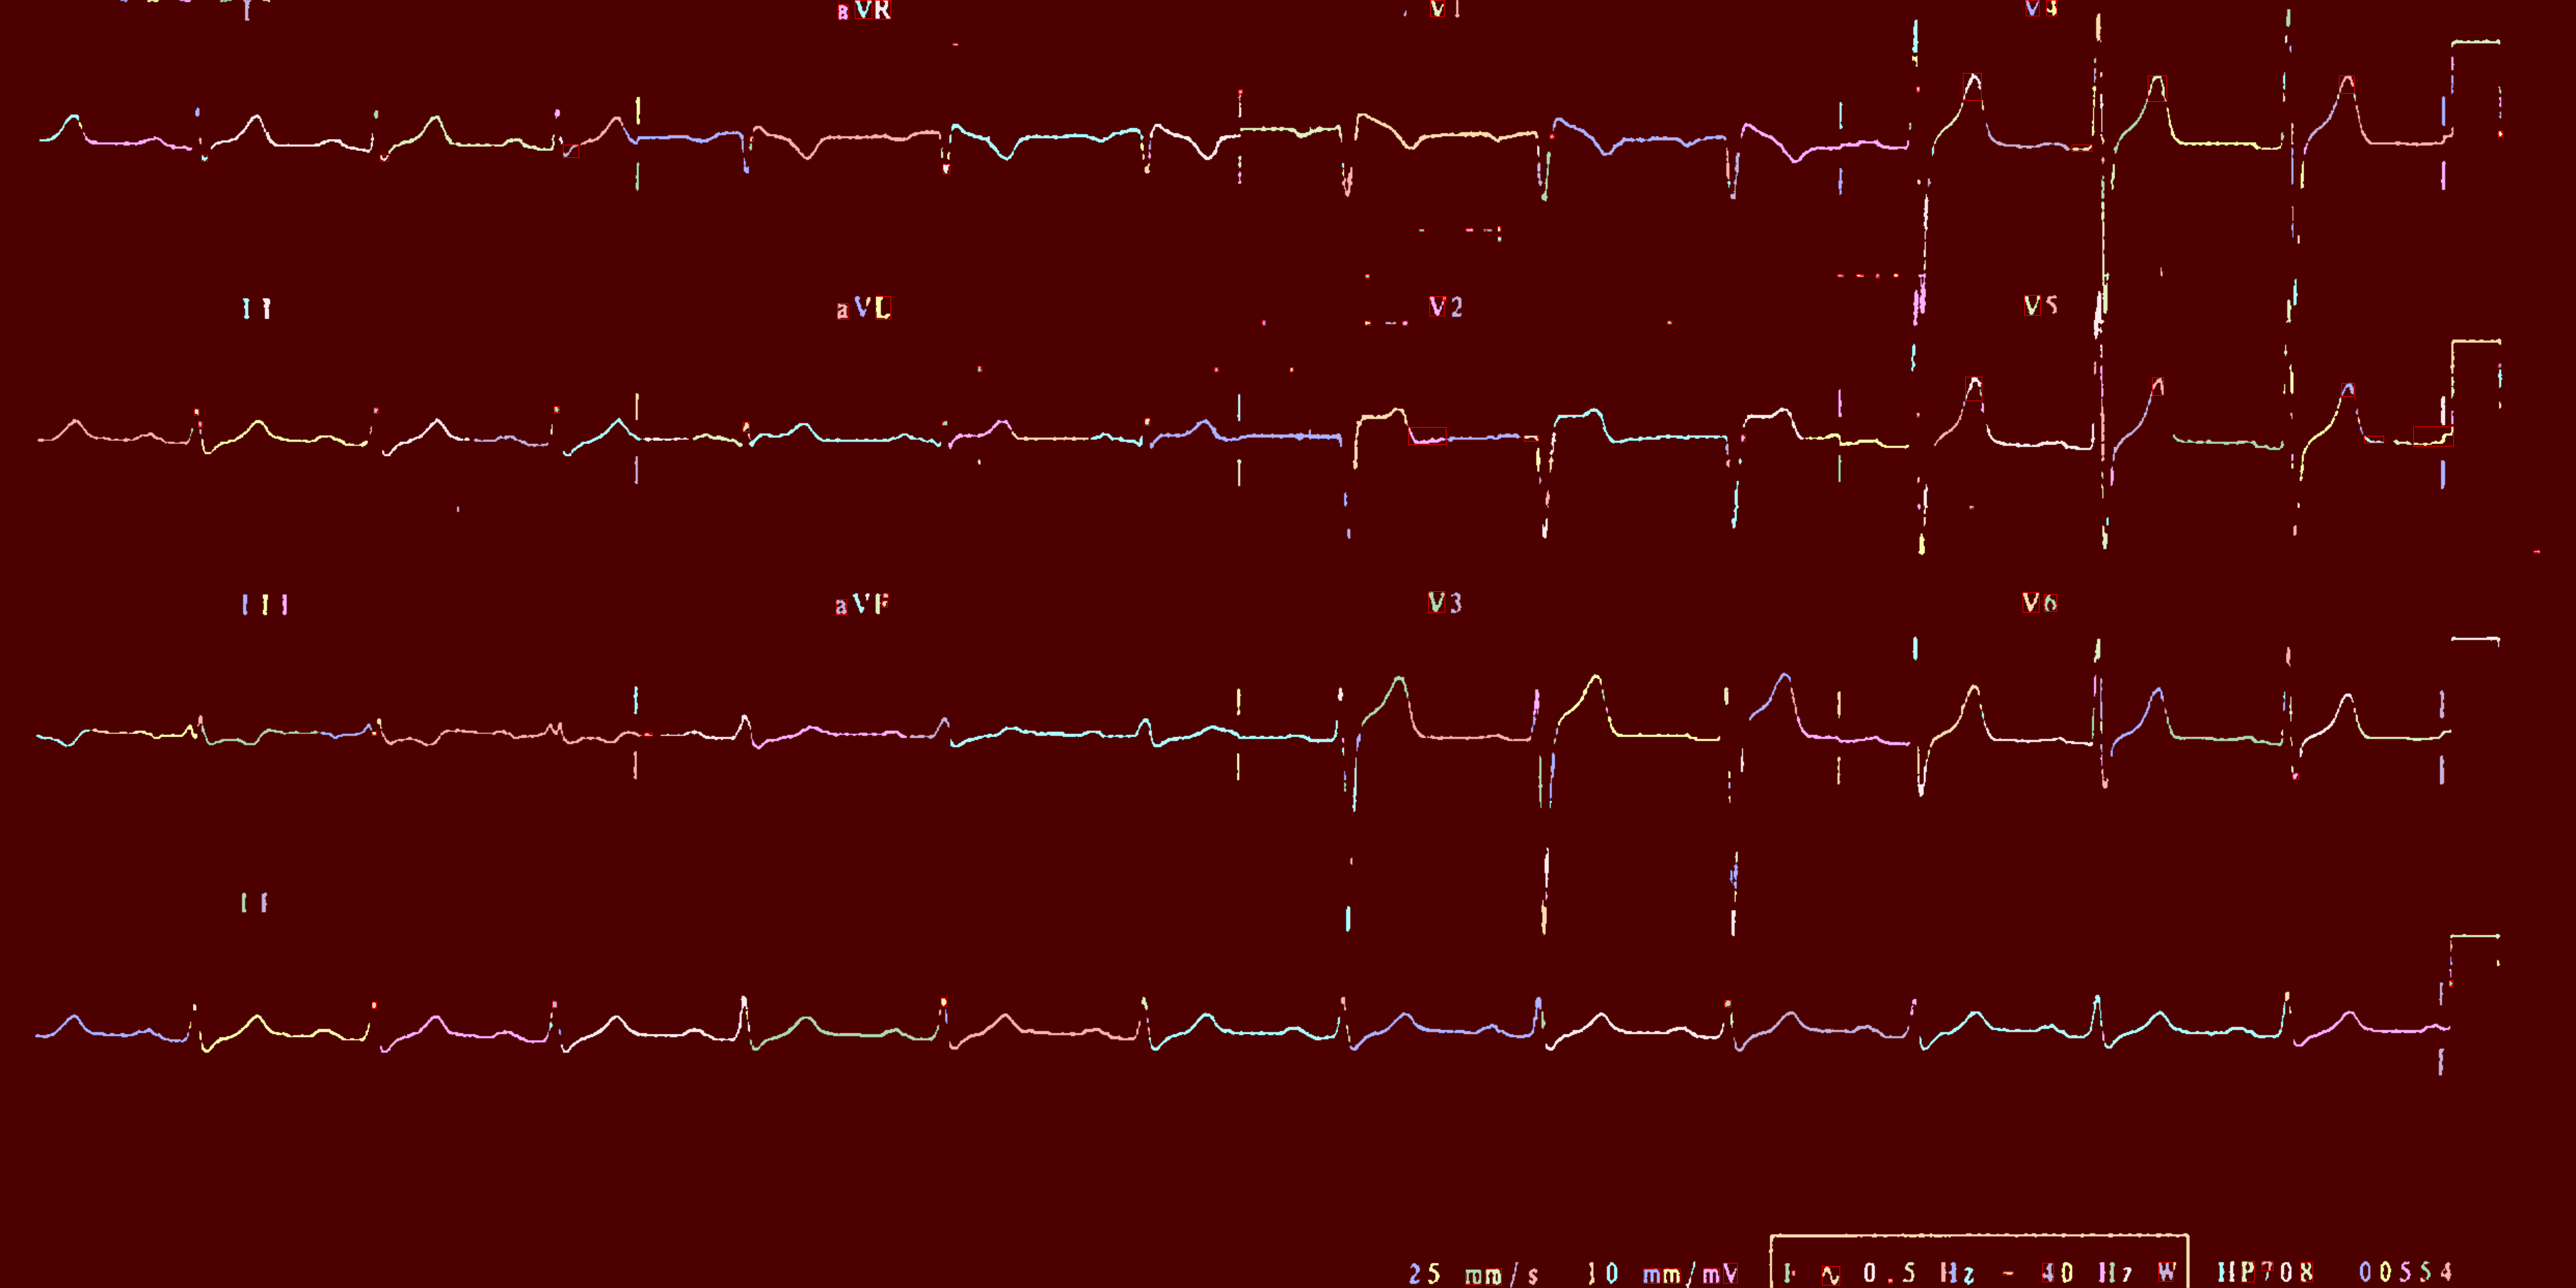 I aVR V1 V4
II aVL V2 V5
III aVF V3 V6
II
25 mm/s 10 mm/mV F ∿ 0.5 Hz - 40 Hz W HP708 00554